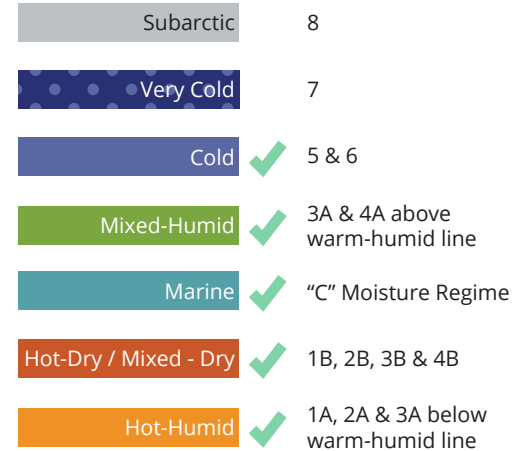 Subarctic 8
Very Cold 7
Cold 5 & 6
Mixed-Humid 3A & 4A above
warm-humid line
Marine “C” Moisture Regime
Hot-Dry / Mixed - Dry 1B, 2B, 3B & 4B
Hot-Humid 1A, 2A & 3A below
warm-humid line